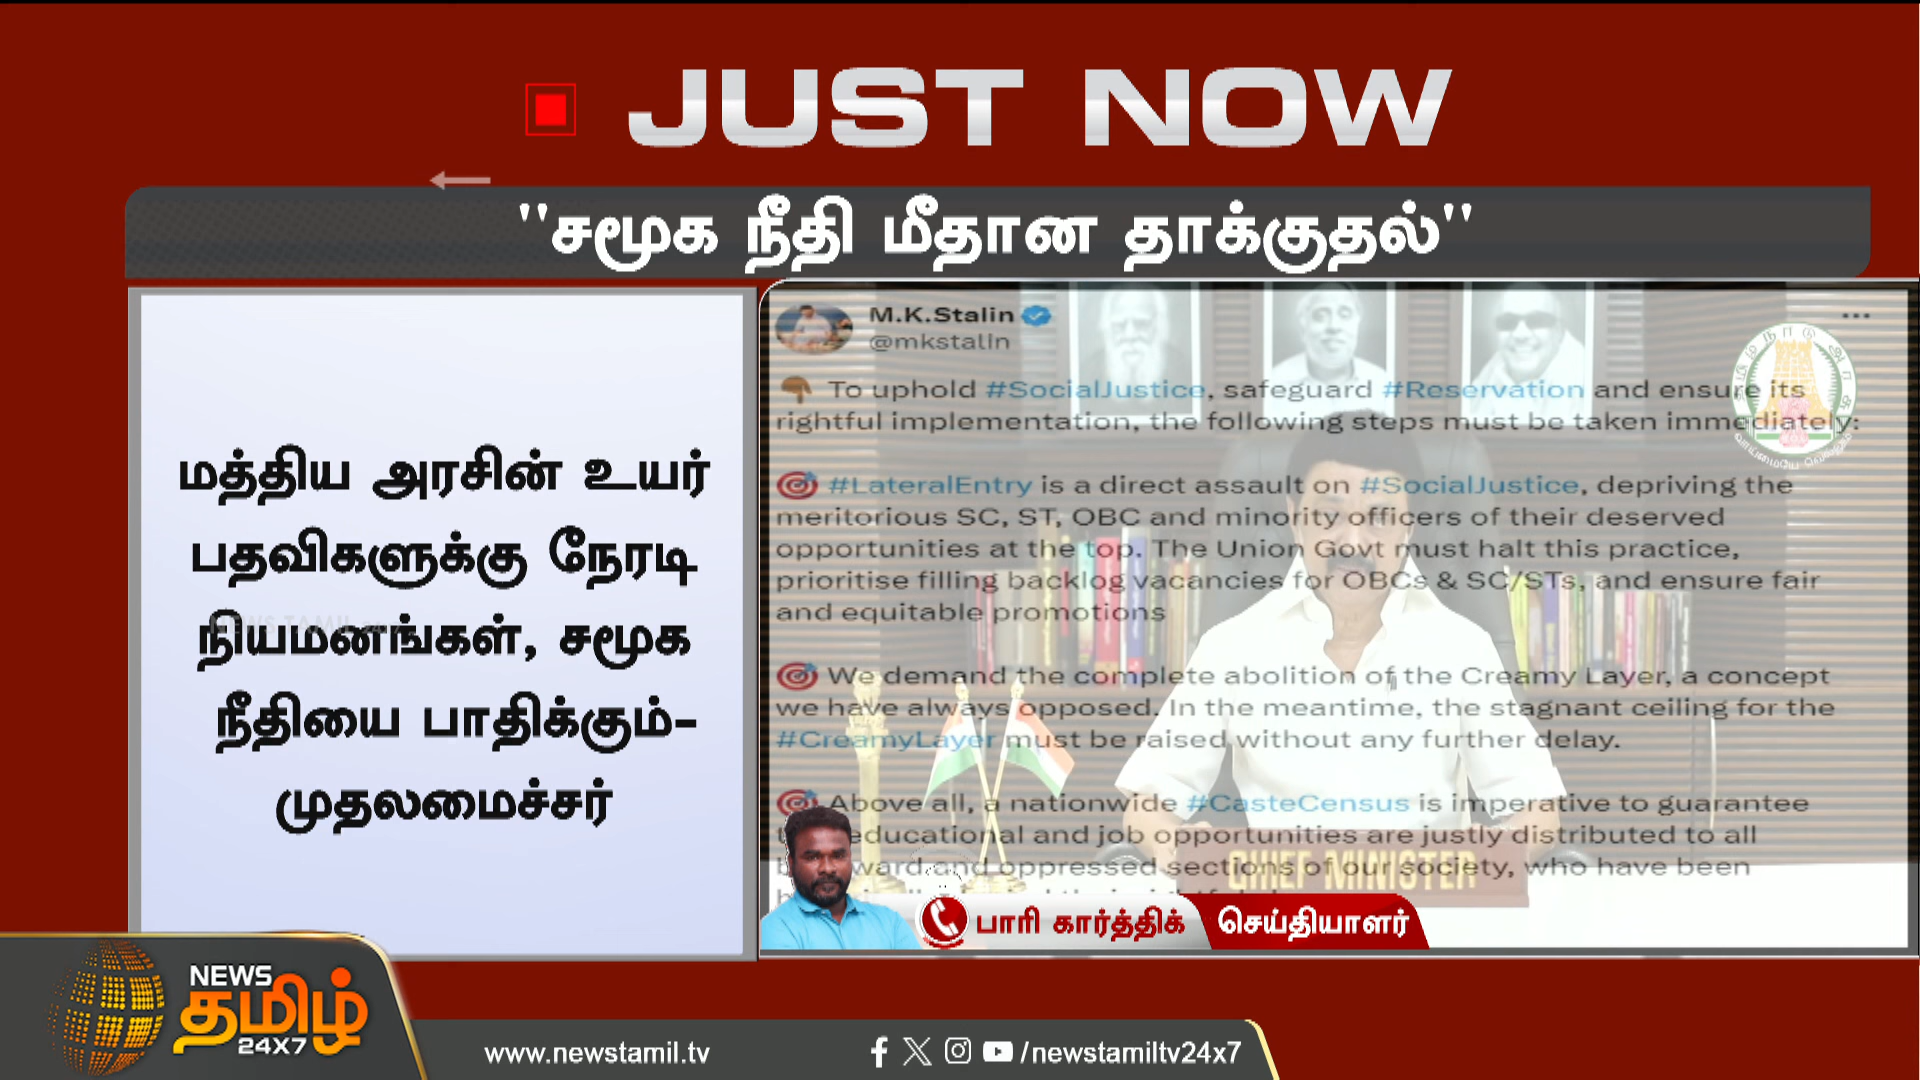 JUST NOW
"சமூக நீதி மீதான தாக்குதல்"
மத்திய அரசின் உயர்
பதவிகளுக்கு நேரடி
நியமனங்கள், சமூக
நீதியை பாதிக்கும்-
முதலமைச்சர்
NEWS TAMIL
M.K.Stalin
@mkstalin
To uphold #SocialJustice, safeguard #Reservation and ensure its
rightful implementation, the following steps must be taken immediately:
#LateralEntry is a direct assault on #SocialJustice, depriving the
meritorious SC, ST, OBC and minority officers of their deserved
opportunities at the top. The Union Govt must halt this practice,
prioritise filling backlog vacancies for OBCs & SC/STs, and ensure fair
and equitable promotions
We demand the complete abolition of the Creamy Layer, a concept
we have always opposed. In the meantime, the stagnant ceiling for the
#CreamyLayer must be raised without any further delay.
Above all, a nationwide #CasteCensus is imperative to guarantee
educational and job opportunities are justly distributed to all
and oppressed sections of our society, who have been
CHIEF MINISTER
பாரி கார்த்திக் செய்தியாளர்
NEWS
தமிழ்
24X7
www.newstamil.tv
/newstamiltv24x7